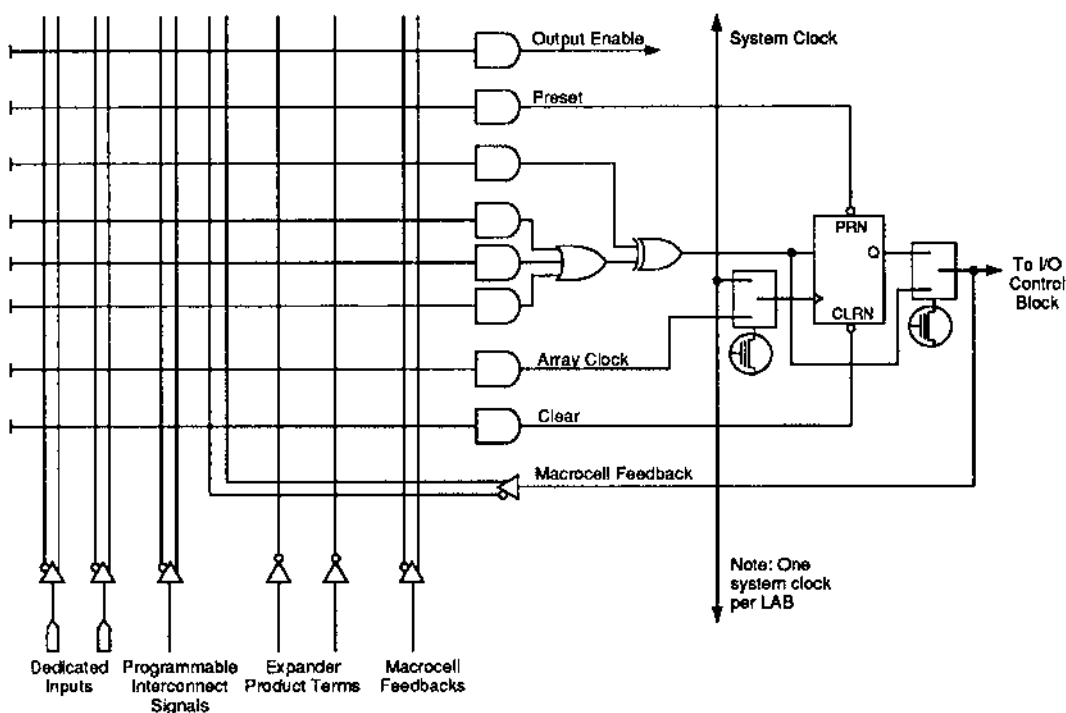 Output Enable
System Clock
Preset
PRN
Q
To I/O
Control
Block
CLRN
Array Clock
Clear
Macrocell Feedback
Note: One
system clock
per LAB
Dedicated
Inputs
Programmable
Interconnect
Signals
Expander
Product Terms
Macrocell
Feedbacks